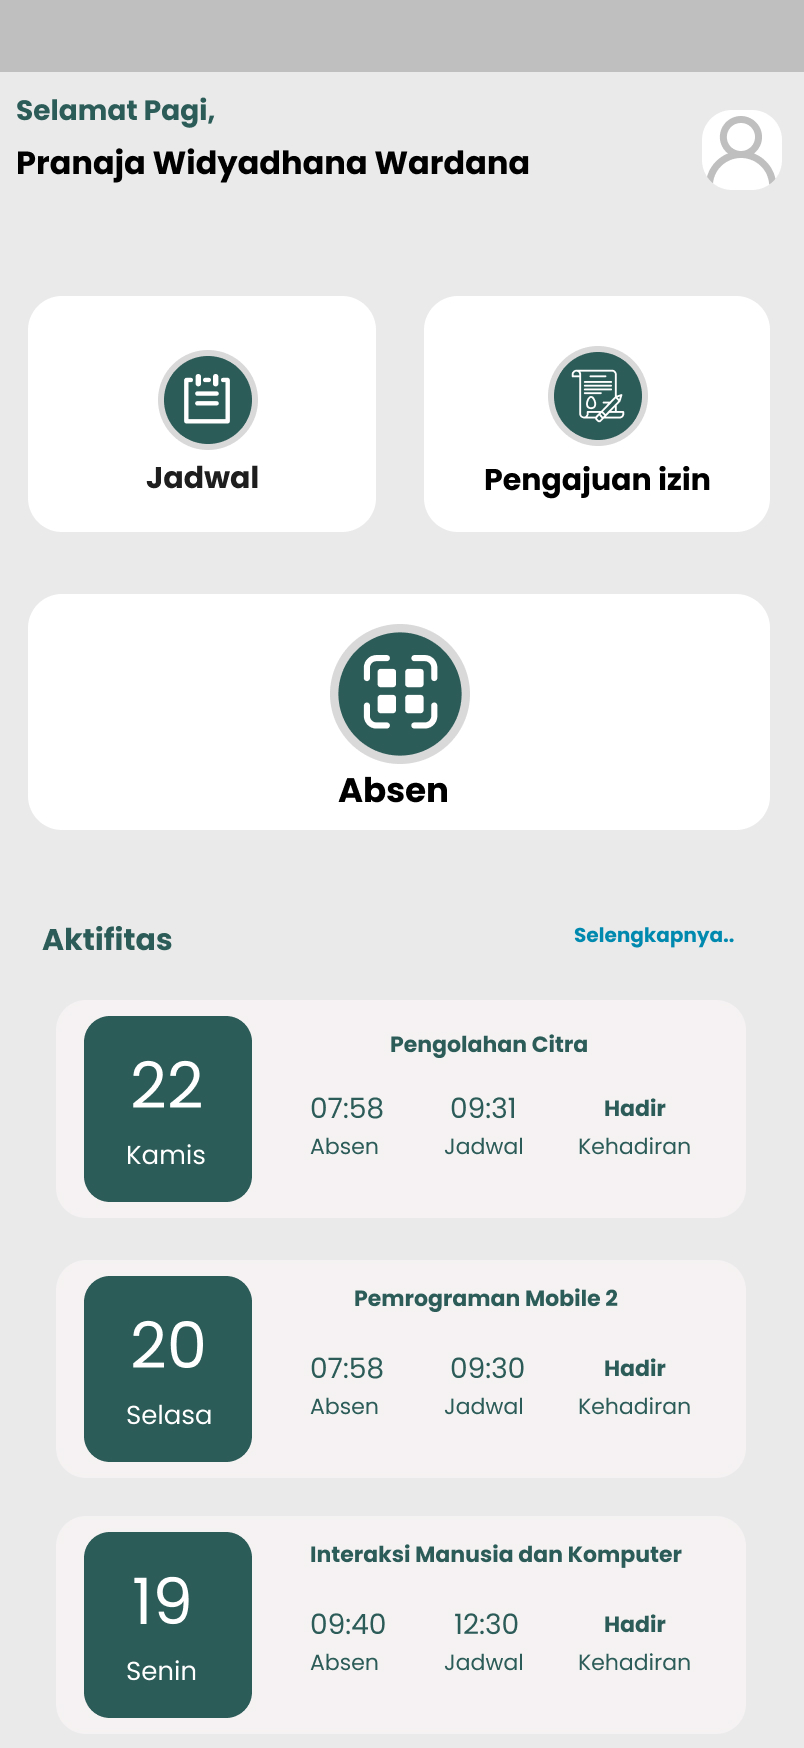 Selamat Pagi,
Pranaja Widyadhana Wardana
Jadwal
Pengajuan izin
Absen
Aktifitas
Selengkapnya..
22
Kamis
Pengolahan Citra
07:58 09:31 Hadir
Absen Jadwal Kehadiran
20
Selasa
Pemrograman Mobile 2
07:58 09:30 Hadir
Absen Jadwal Kehadiran
19
Senin
Interaksi Manusia dan Komputer
09:40 12:30 Hadir
Absen Jadwal Kehadiran